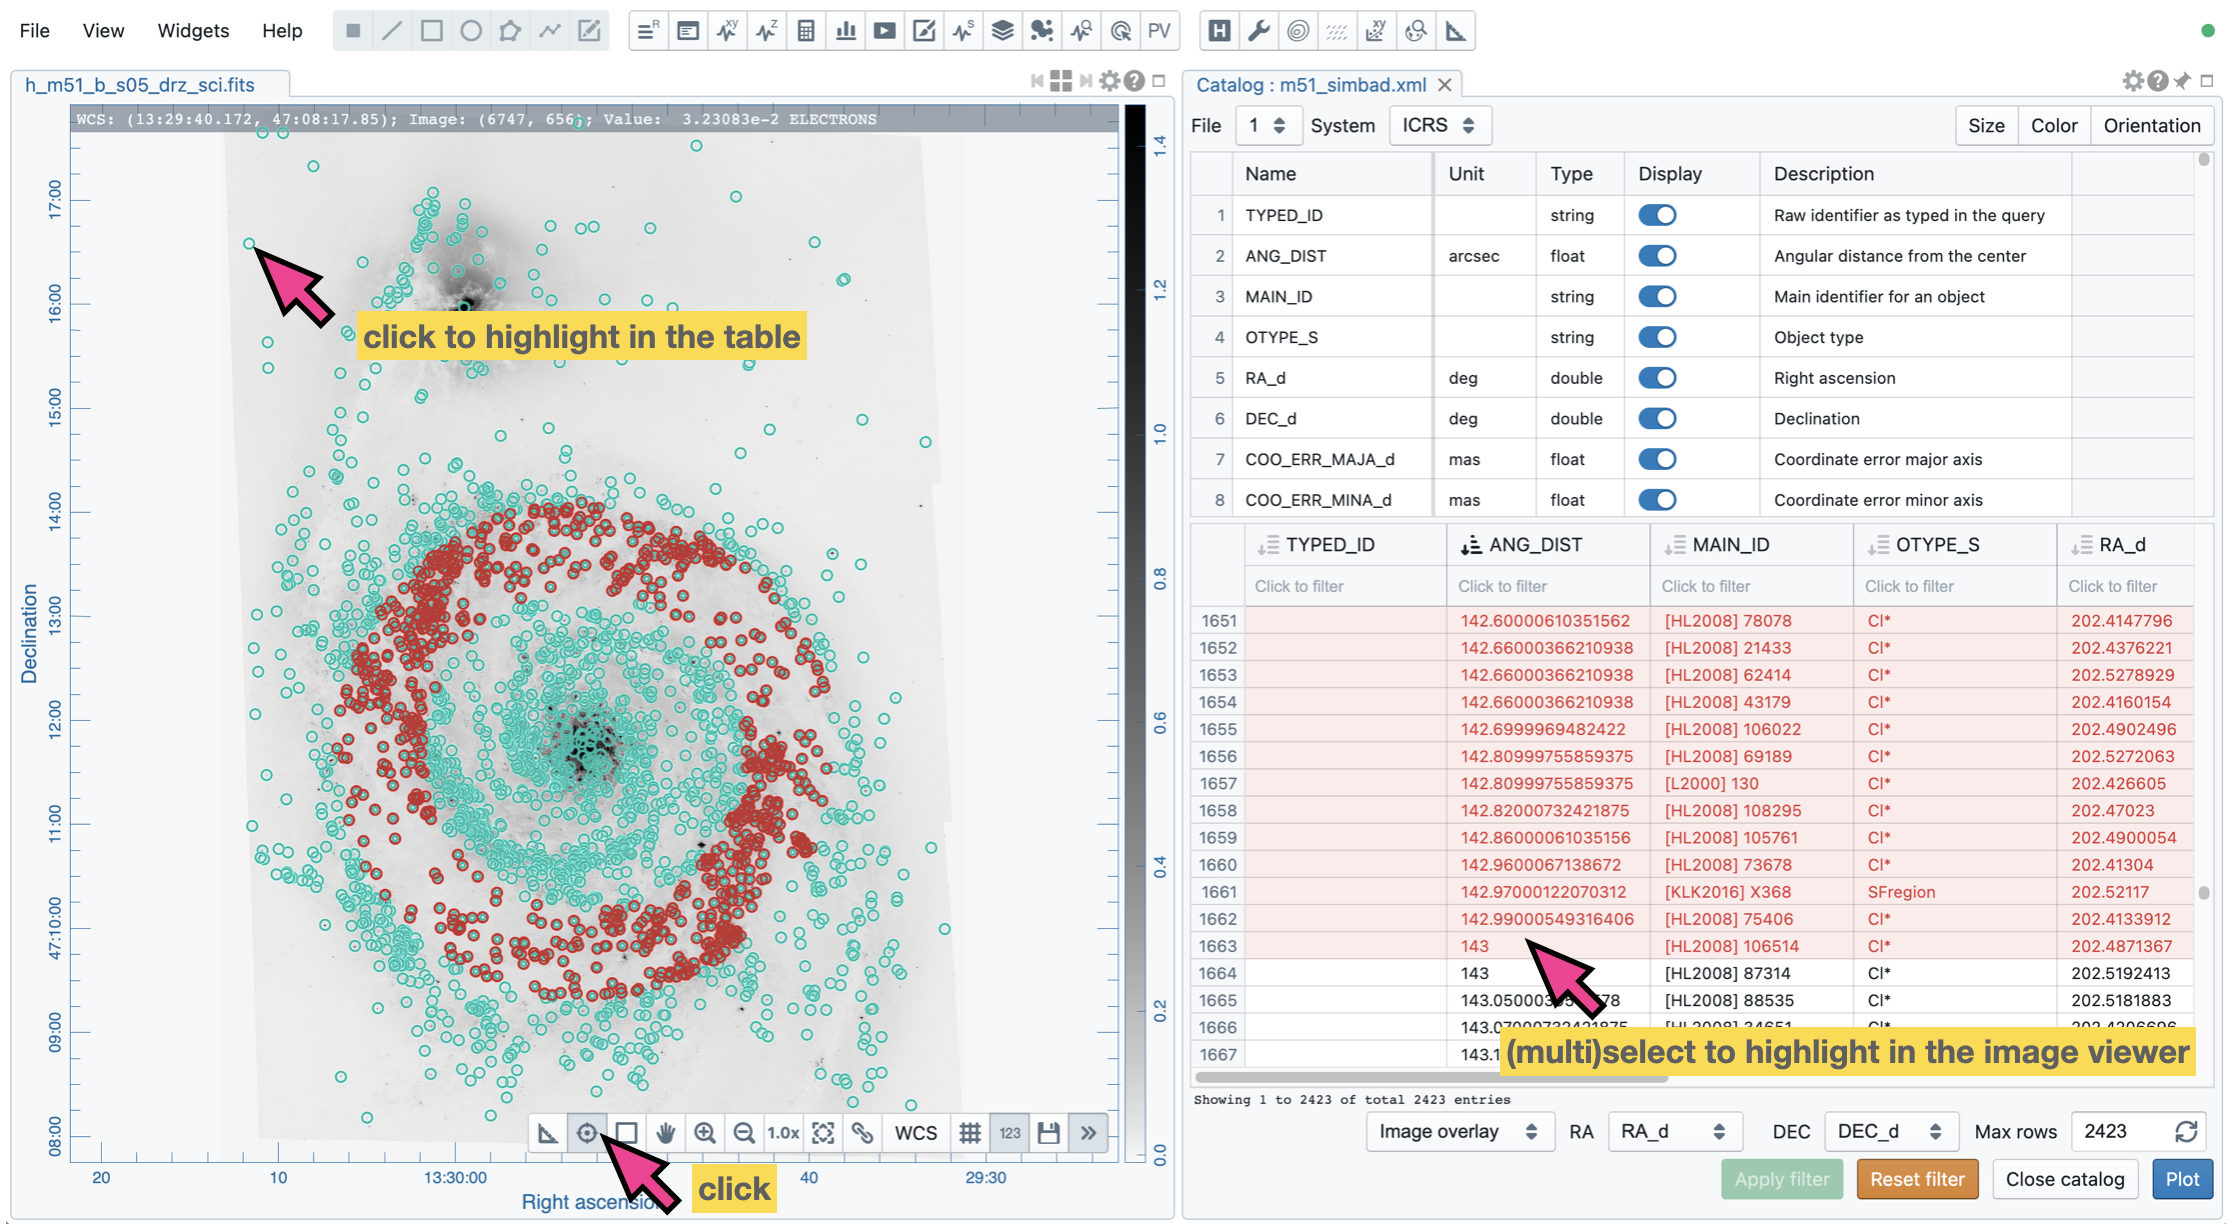 File View Widgets Help PV
h_m51_b_s05_drz_sci.fits
WCS: (13:29:40.172, 47:08:17.85); Image: (6747, 656); Value: 3.23083e-2 ELECTRONS
17:00
16:00
15:00
14:00
13:00
12:00
11:00
47:10:00
09:00
08:00
Declination
1.4
1.2
1.0
0.8
0.6
0.4
0.2
0.0
click to highlight in the table
1.0x WCS 123
20 10 13:30:00 40 29:30
Right ascension
click
Catalog : m51_simbad.xml
File 1 System ICRS Size Color Orientation
Name Unit Type Display Description
1 TYPED_ID string Raw identifier as typed in the query
2 ANG_DIST arcsec float Angular distance from the center
3 MAIN_ID string Main identifier for an object
4 OTYPE_S string Object type
5 RA_d deg double Right ascension
6 DEC_d deg double Declination
7 COO_ERR_MAJA_d mas float Coordinate error major axis
8 COO_ERR_MINA_d mas float Coordinate error minor axis
TYPED_ID ANG_DIST MAIN_ID OTYPE_S RA_d
Click to filter Click to filter Click to filter Click to filter Click to filter
1651 142.60000610351562 [HL2008] 78078 Cl* 202.4147796
1652 142.66000366210938 [HL2008] 21433 Cl* 202.4376221
1653 142.66000366210938 [HL2008] 62414 Cl* 202.5278929
1654 142.66000366210938 [HL2008] 43179 Cl* 202.4160154
1655 142.6999969482422 [HL2008] 106022 Cl* 202.4902496
1656 142.80999755859375 [HL2008] 69189 Cl* 202.5272063
1657 142.80999755859375 [L2000] 130 Cl* 202.426605
1658 142.82000732421875 [HL2008] 108295 Cl* 202.47023
1659 142.86000061035156 [HL2008] 105761 Cl* 202.4900054
1660 142.9600067138672 [HL2008] 73678 Cl* 202.41304
1661 142.97000122070312 [KLK2016] X368 SFregion 202.52117
1662 142.99000549316406 [HL2008] 75406 Cl* 202.4133912
1663 143 [HL2008] 106514 Cl* 202.4871367
1664 143 [HL2008] 87314 Cl* 202.5192413
1665 [HL2008] 88535 Cl* 202.5181883
1666 143.07000732421875 [HL2008] 34651 Cl* 202.4206696
1667
(multi)select to highlight in the image viewer
Showing 1 to 2423 of total 2423 entries
Image overlay RA RA_d DEC DEC_d Max rows 2423
Apply filter Reset filter Close catalog Plot